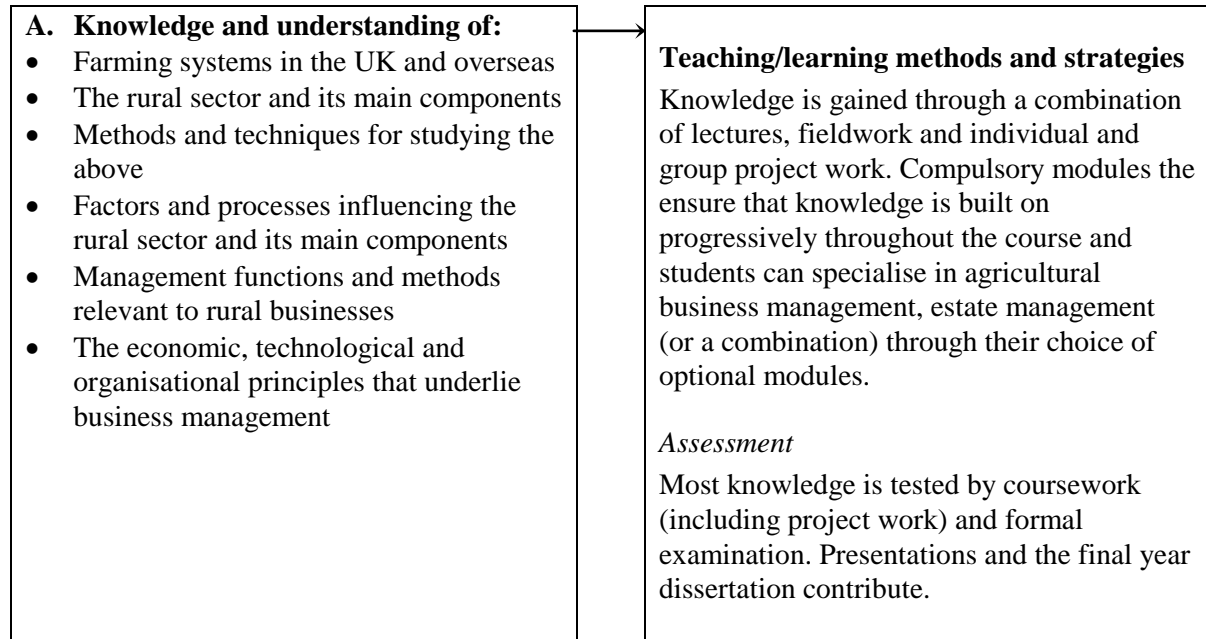 A. Knowledge and understanding of:
• Farming systems in the UK and overseas
• The rural sector and its main components
• Methods and techniques for studying the
above
• Factors and processes influencing the
rural sector and its main components
• Management functions and methods
relevant to rural businesses
• The economic, technological and
organisational principles that underlie
business management
Teaching/learning methods and strategies
Knowledge is gained through a combination
of lectures, fieldwork and individual and
group project work. Compulsory modules the
ensure that knowledge is built on
progressively throughout the course and
students can specialise in agricultural
business management, estate management
(or a combination) through their choice of
optional modules.
Assessment
Most knowledge is tested by coursework
(including project work) and formal
examination. Presentations and the final year
dissertation contribute.